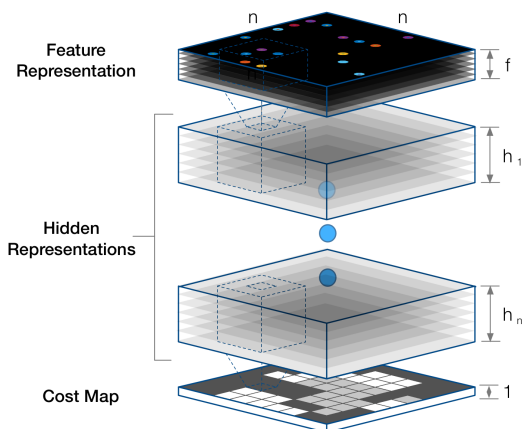 n n
Feature
Representation
f
h 1
Hidden
Representations
h n
Cost Map
1